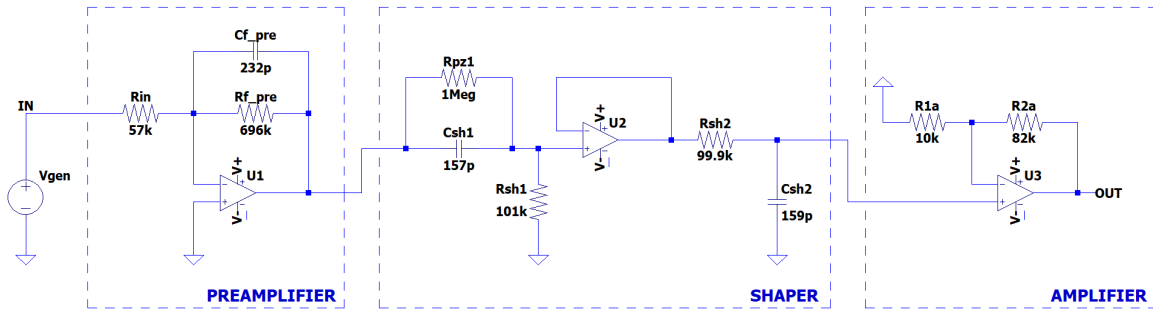 IN
Vgen
Rin
57k
Cf_pre
232p
Rf_pre
696k
V+
U1
V-
PREAMPLIFIER
Rpz1
1Meg
Csh1
157p
Rsh1
101k
V+
U2
V-
Rsh2
99.9k
Csh2
159p
SHAPER
R1a
10k
R2a
82k
V+
U3
V-
OUT
AMPLIFIER